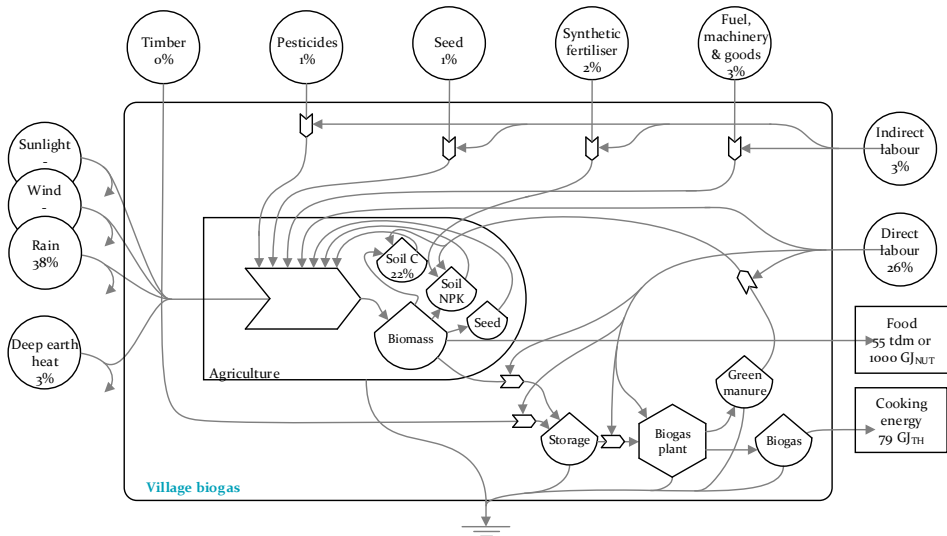 Timber
0%
Pesticides
1%
Seed
1%
Synthetic
fertiliser
2%
Fuel,
machinery
& goods
3%
Sunlight
-
Wind
-
Rain
38%
Deep earth
heat
3%
Indirect
labour
3%
Direct
labour
26%
Soil C
22%
Soil
NPK
Seed
Biomass
Agriculture
Food
55 tdm or
1000 GJNUT
Green
manure
Cooking
energy
79 GJTH
Storage
Biogas
plant
Biogas
Village biogas